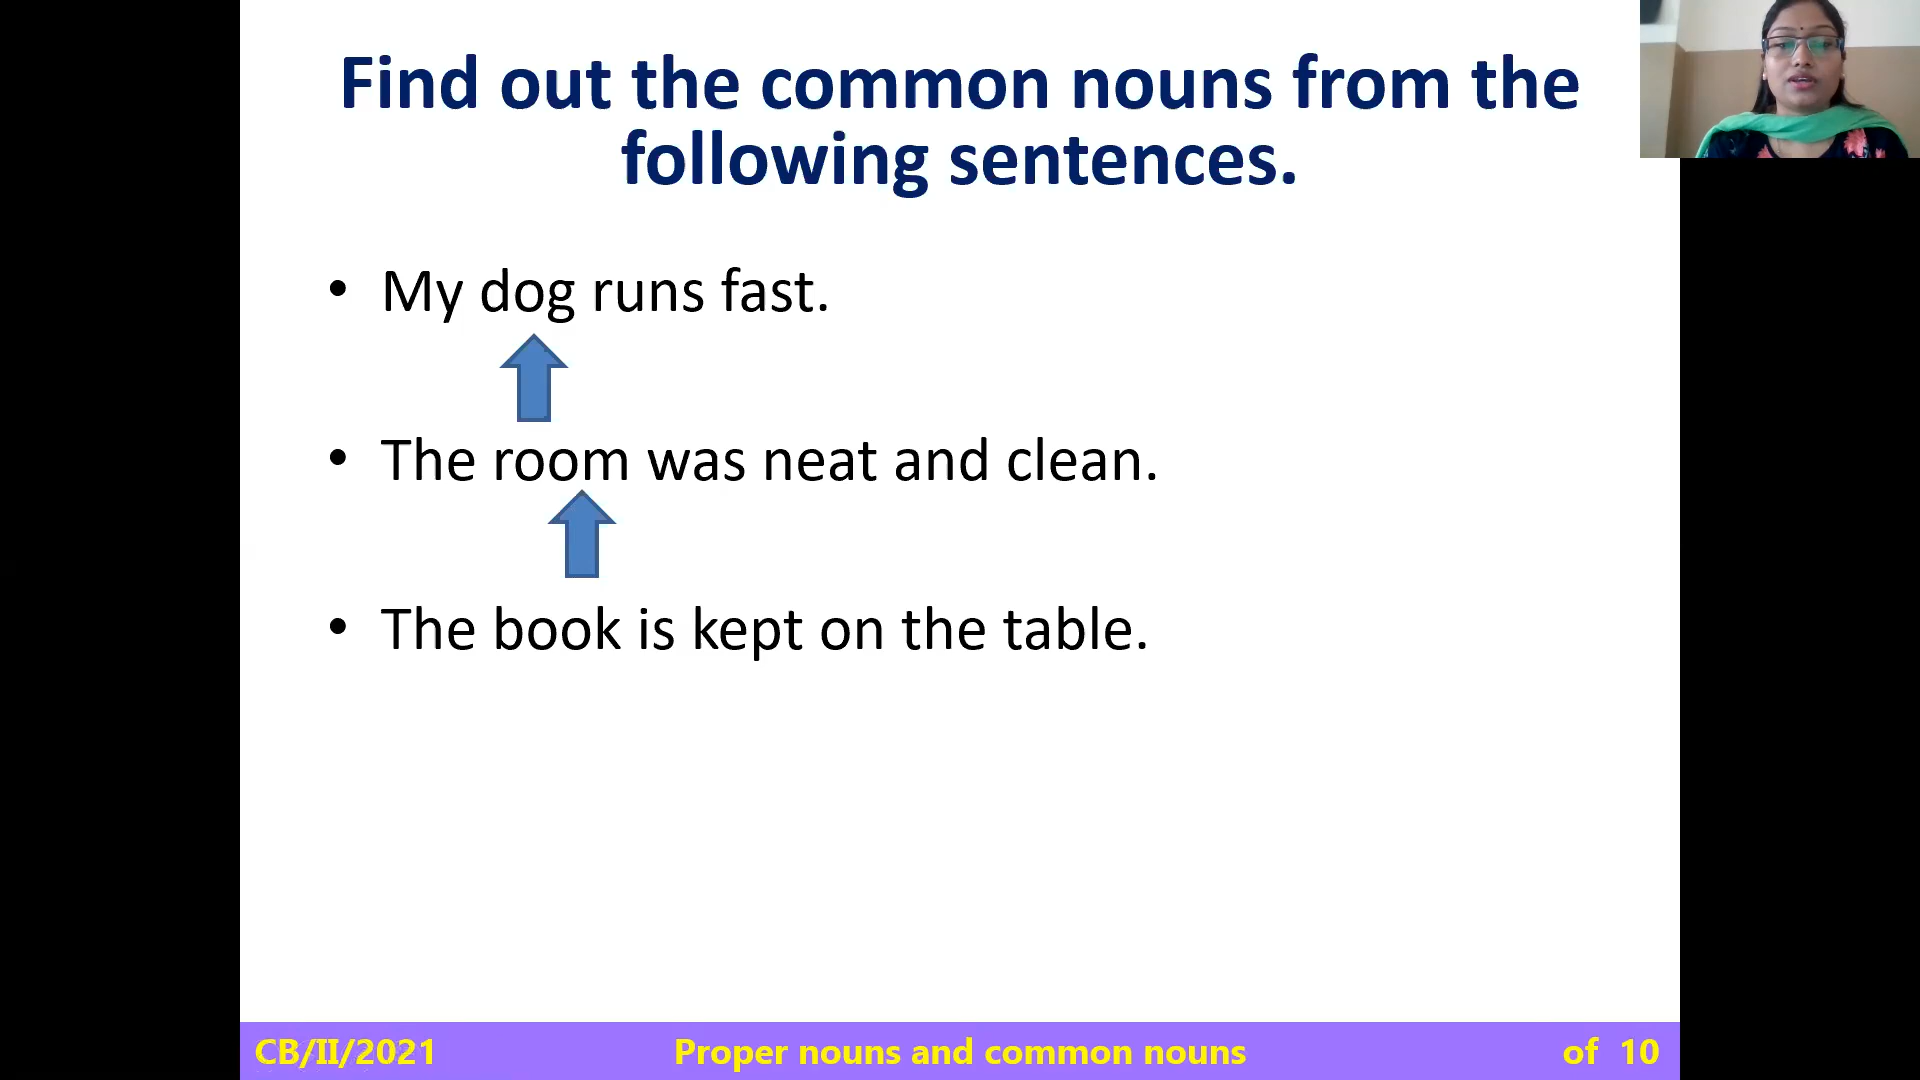 Find out the common nouns from the
following sentences.
• My dog runs fast.
• The room was neat and clean.
• The book is kept on the table.
CB/II/2021 Proper nouns and common nouns of 10